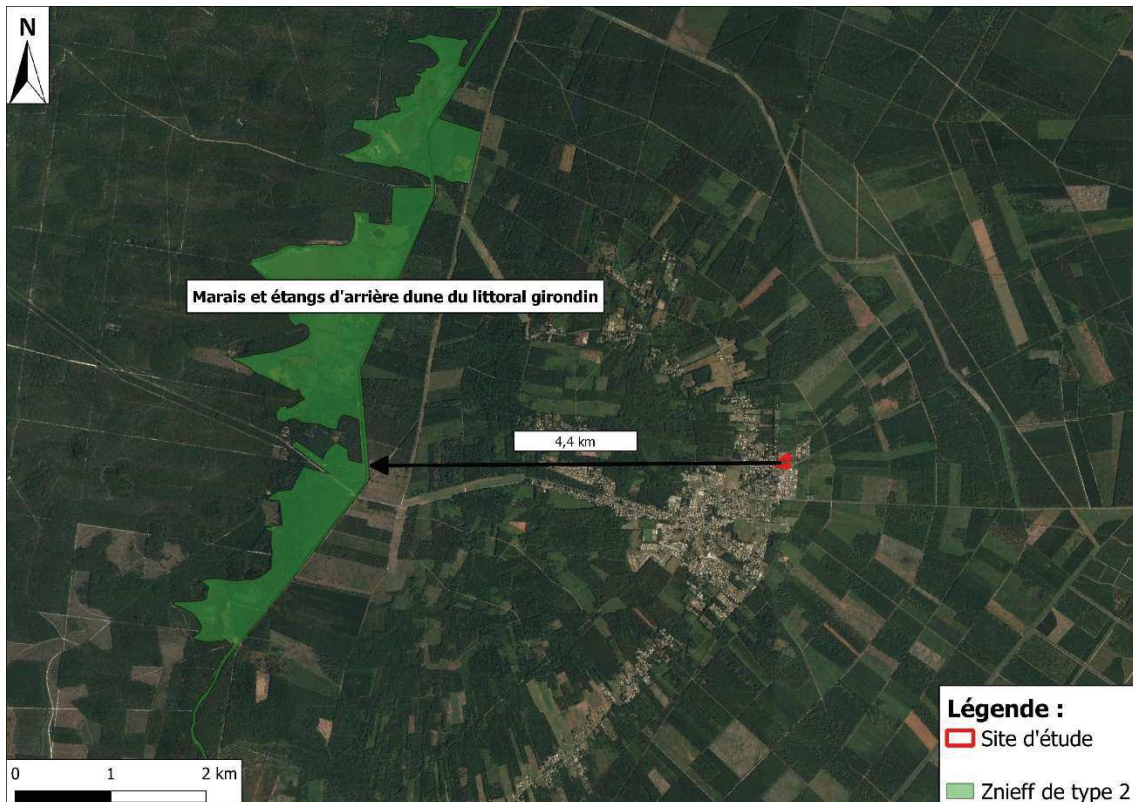 N
Marais et étangs d'arrière dune du littoral girondin
4,4 km
Légende :
Site d'étude
Znieff de type 2
0 1 2 km